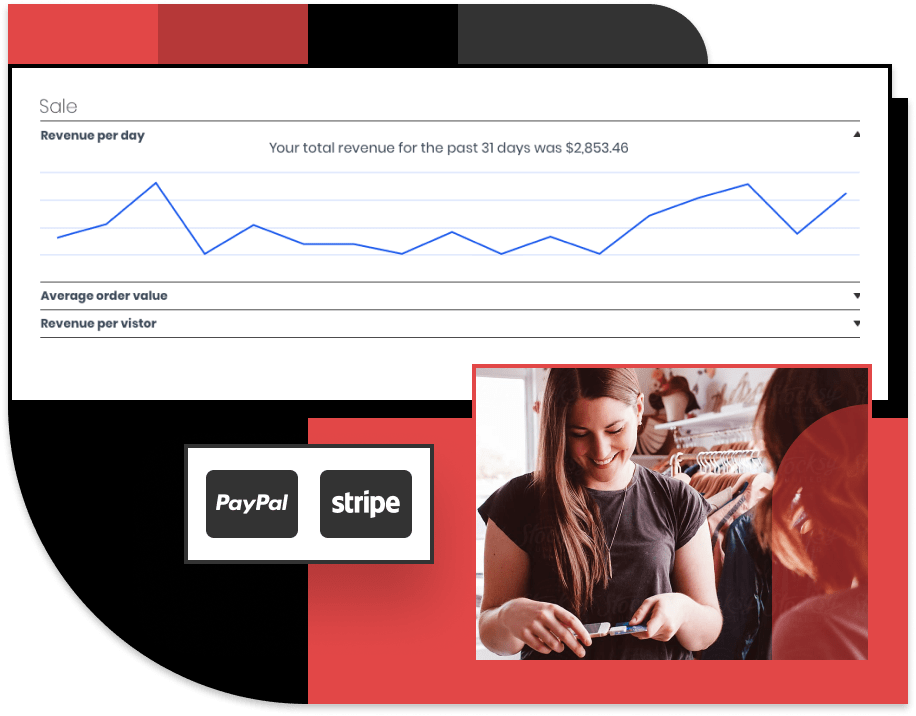 Sale
Revenue per day
Your total revenue for the past 31 days was $2,853.46
Average order value
Revenue per vistor
PayPal
stripe